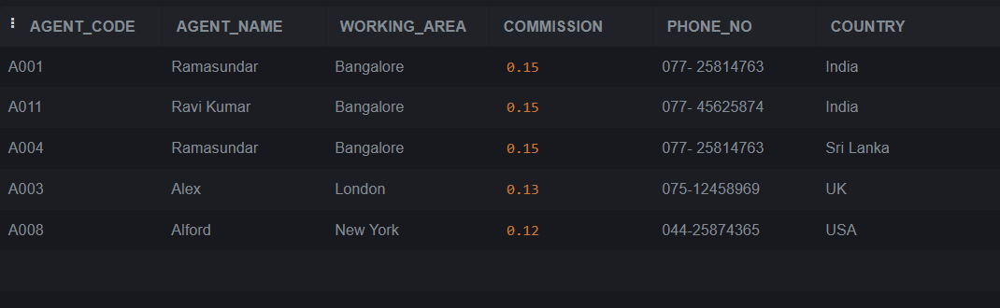 AGENT_CODE AGENT_NAME WORKING_AREA COMMISSION PHONE_NO COUNTRY
A001 Ramasundar Bangalore 0.15 077- 25814763 India
A011 Ravi Kumar Bangalore 0.15 077- 45625874 India
A004 Ramasundar Bangalore 0.15 077- 25814763 Sri Lanka
A003 Alex London 0.13 075-12458969 UK
A008 Alford New York 0.12 044-25874365 USA